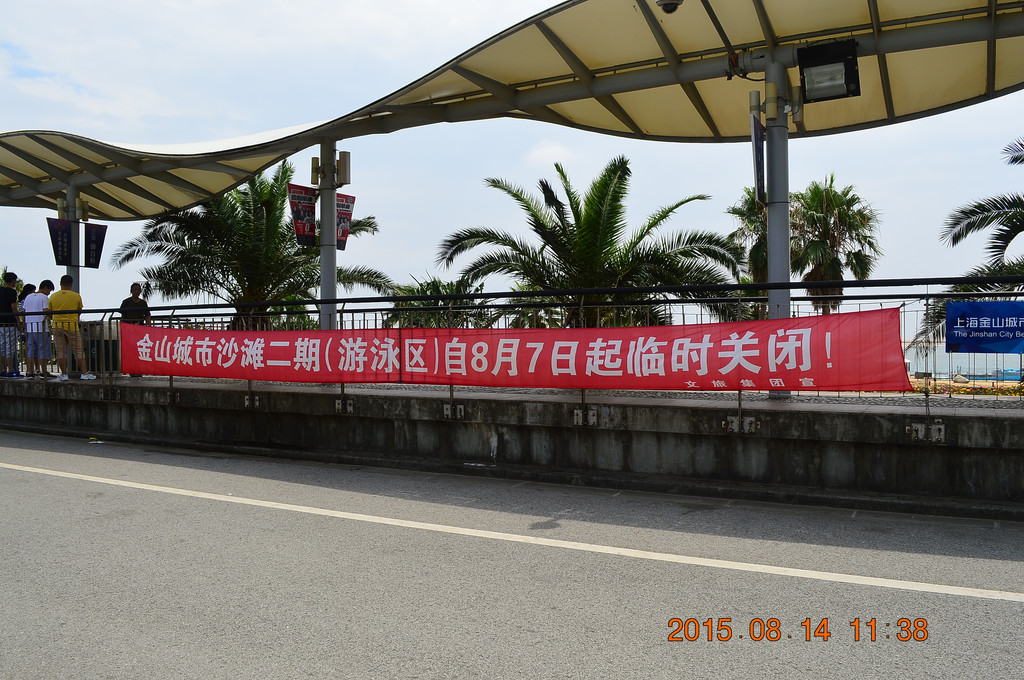 金山城市沙滩二期(游泳区)自8月7日起临时关闭!
文旅集团宣
上海金山城市
The Jinshan City Be
2015.08.14 11:38